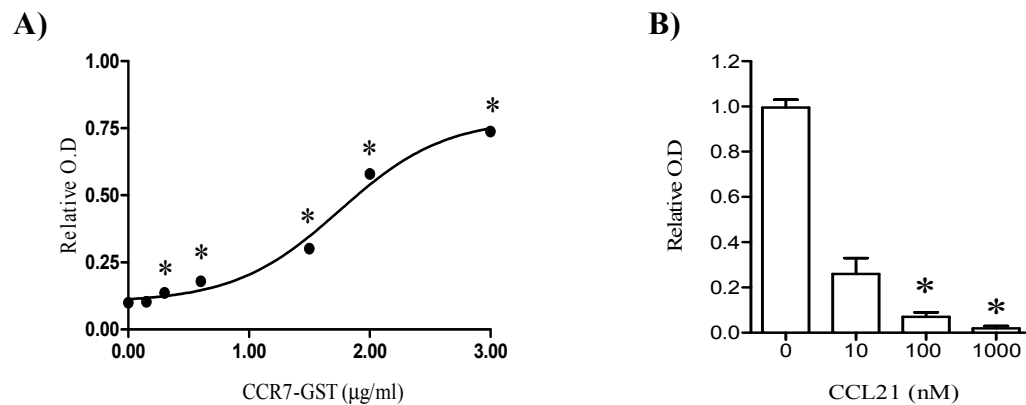 A)
Relative O.D
1.00
0.75
0.50
0.25
0.00
* * * * *
0.00 1.00 2.00 3.00
CCR7-GST (µg/ml)
B)
Relative O.D
1.2
1.0
0.8
0.6
0.4
0.2
0.0
* *
0 10 100 1000
CCL21 (nM)